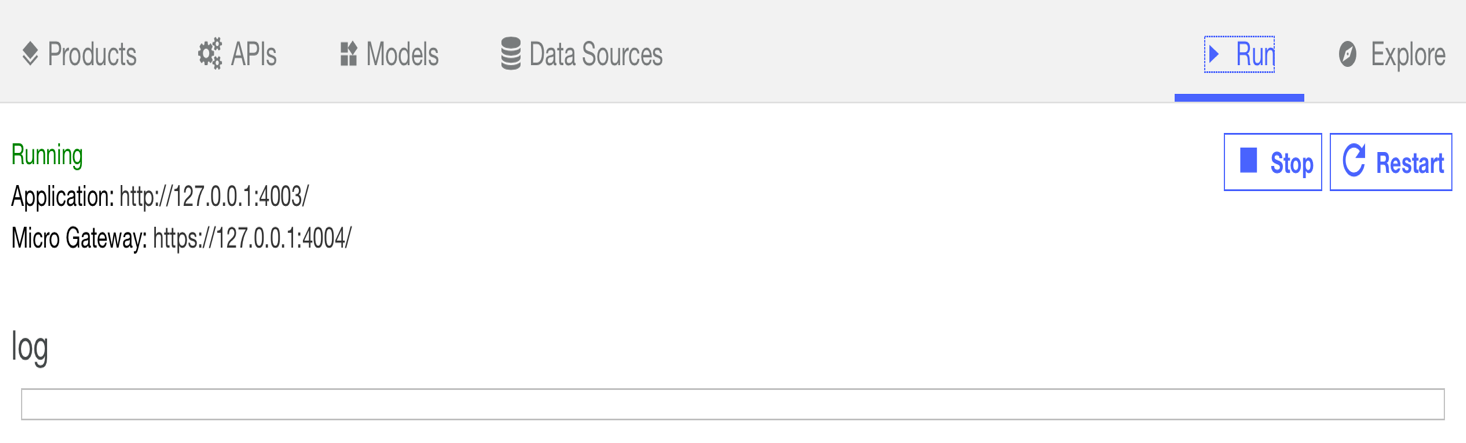 Products APIs Models Data Sources Run Explore
Running
Stop Restart
Application: http://127.0.0.1:4003/
Micro Gateway: https://127.0.0.1:4004/
log